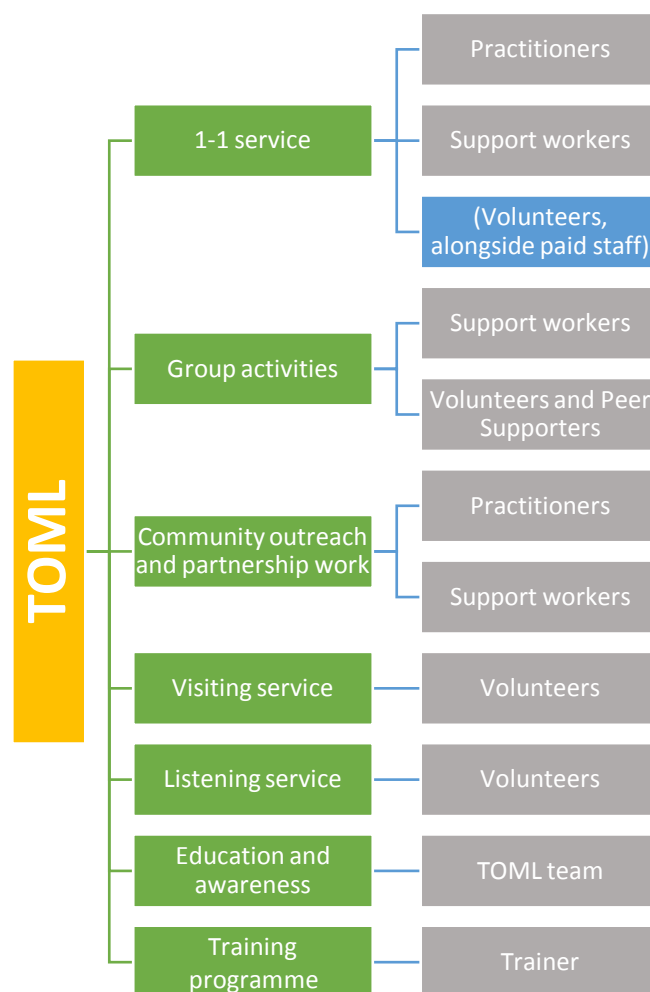 TOML
1-1 service
Practitioners
Support workers
(Volunteers,
alongside paid staff)
Group activities
Support workers
Volunteers and Peer
Supporters
Community outreach
and partnership work
Practitioners
Support workers
Visiting service
Volunteers
Listening service
Volunteers
Education and
awareness
TOML team
Training
programme
Trainer